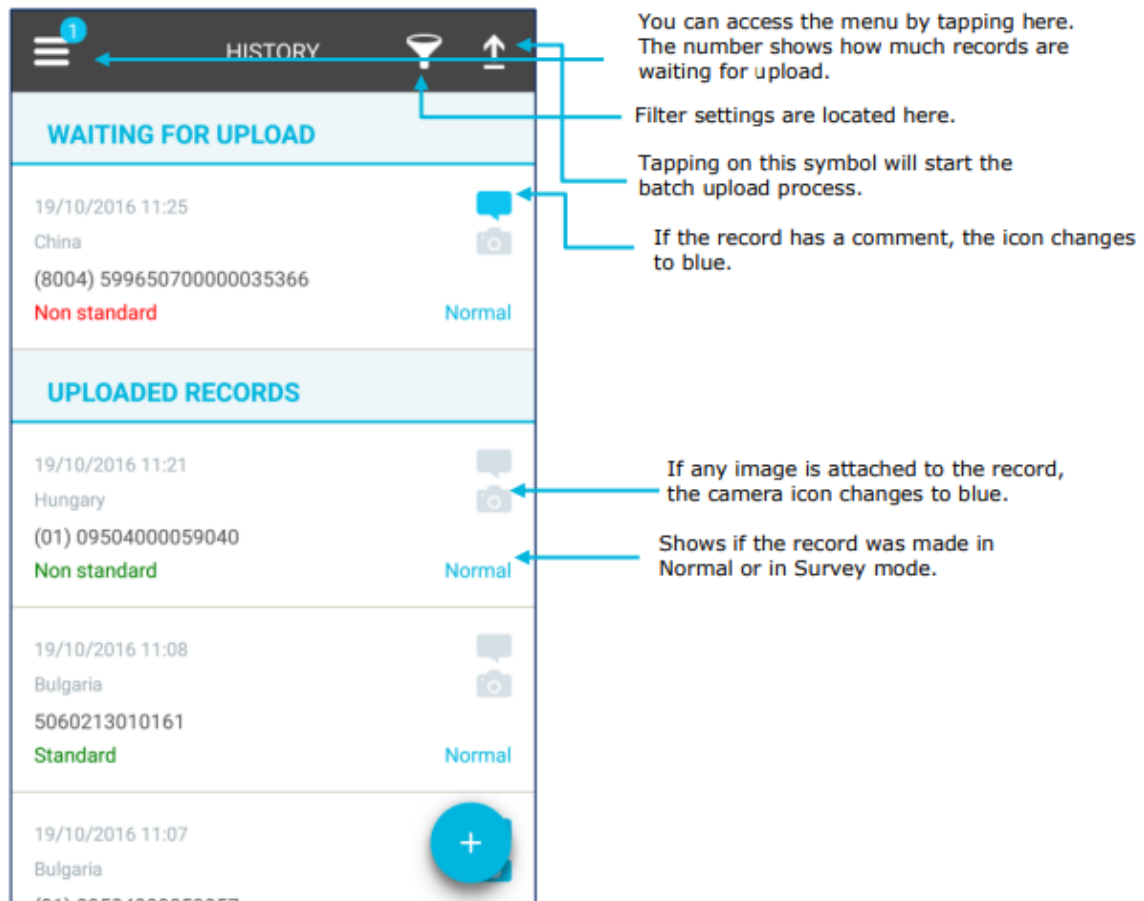 1
HISTORY
You can access the menu by tapping here.
The number shows how much records are
waiting for upload.
Filter settings are located here.
Tapping on this symbol will start the
batch upload process.
If the record has a comment, the icon changes
to blue.
WAITING FOR UPLOAD
19/10/2016 11:25
China
(8004) 599650700000035366
Non standard
Normal
UPLOADED RECORDS
19/10/2016 11:21
Hungary
(01) 09504000059040
Non standard
Normal
If any image is attached to the record,
the camera icon changes to blue.
Shows if the record was made in
Normal or in Survey mode.
19/10/2016 11:08
Bulgaria
5060213010161
Standard
Normal
19/10/2016 11:07
Bulgaria
+